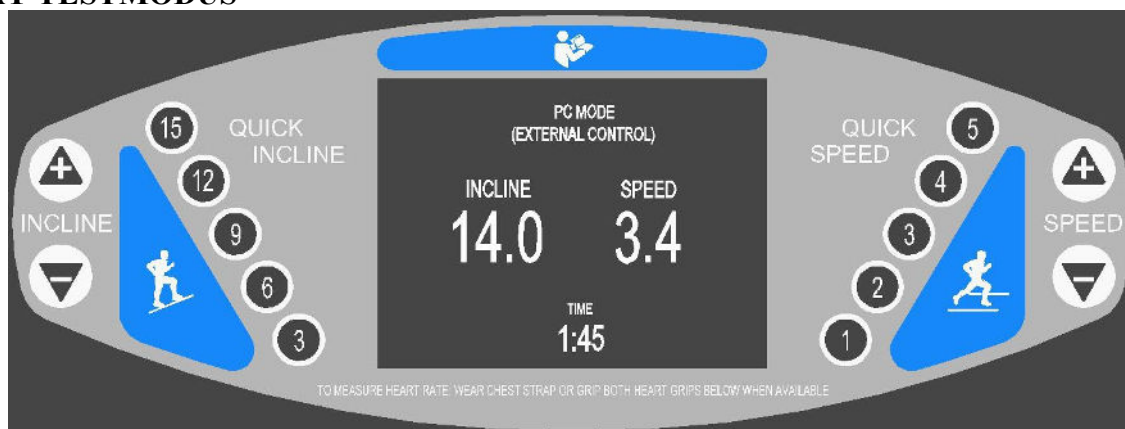 TESTMODUS
PC MODE
(EXTERNAL CONTROL)
INCLINE
14.0
SPEED
3.4
TIME
1:45
15
12
9
6
3
QUICK
INCLINE
+
INCLINE
-
QUICK
SPEED
5
4
3
2
1
+
SPEED
-
TO MEASURE HEART RATE: WEAR CHEST STRAP OR GRIP BOTH HEART GRIPS BELOW WHEN AVAILABLE